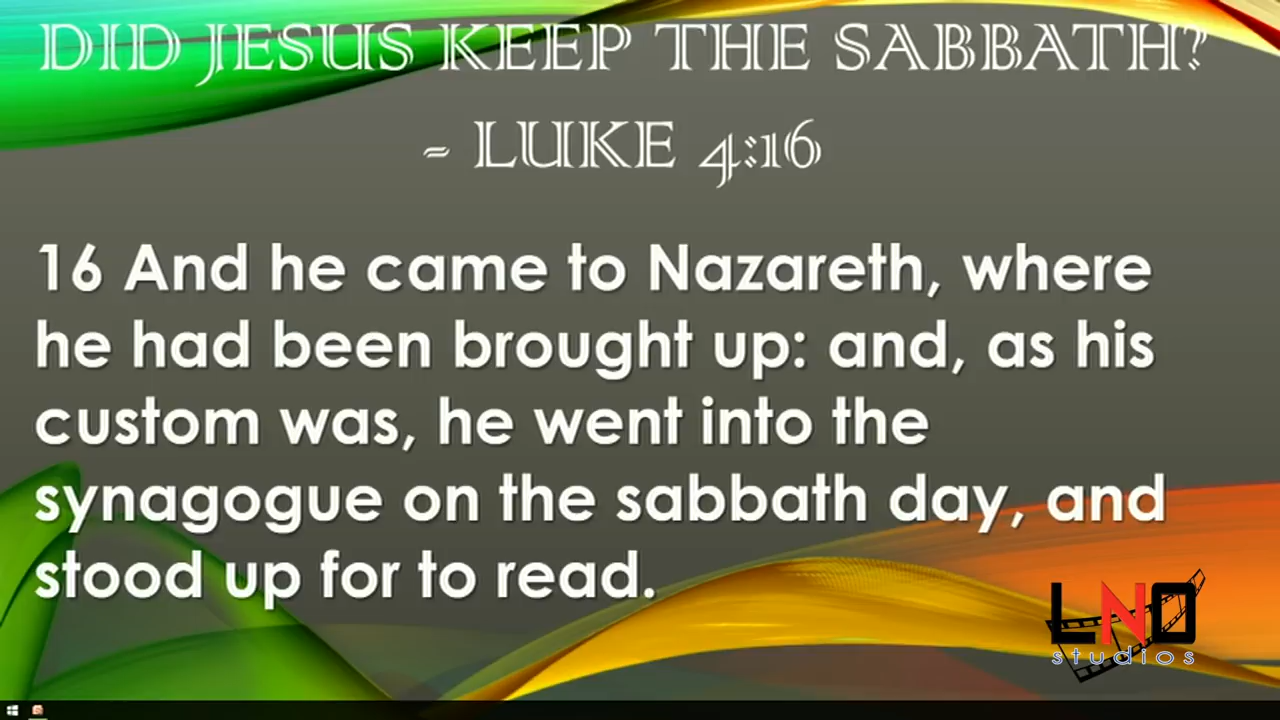 DID JESUS KEEP THE SABBATH?
- LUKE 4:16
16 And he came to Nazareth, where
he had been brought up: and, as his
custom was, he went into the
synagogue on the sabbath day, and
stood up for to read.
LNO
studios